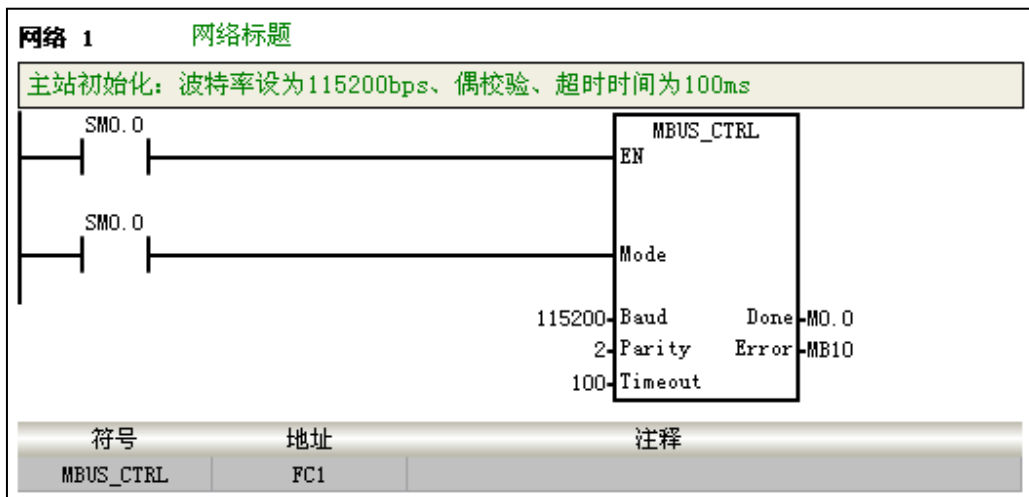 网络 1 网络标题
主站初始化：波特率设为115200bps、偶校验、超时时间为100ms
SM0.0
MBUS_CTRL
EN
SM0.0
Mode
115200 Baud Done M0.0
2 Parity Error MB10
100 Timeout
符号 地址 注释
MBUS_CTRL FC1